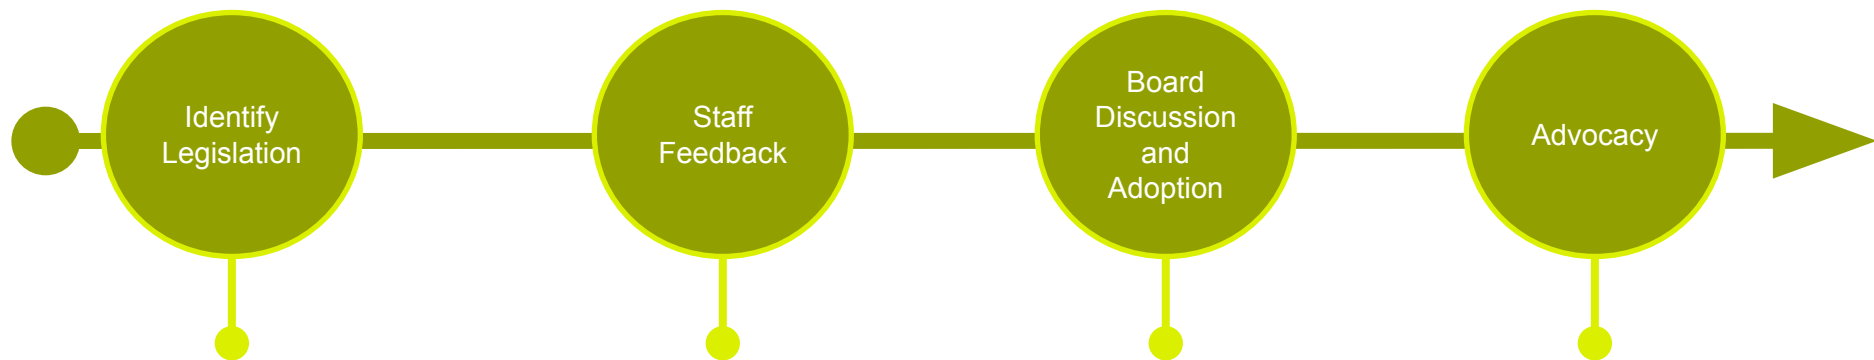 Identify
Legislation
Staff
Feedback
Board
Discussion
and
Adoption
Advocacy